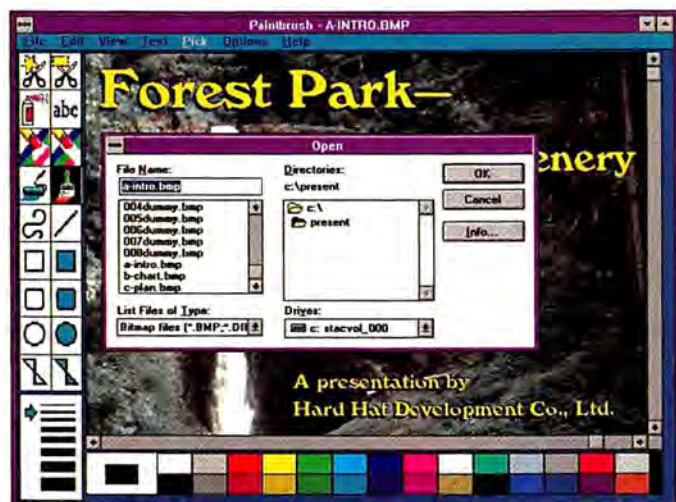 Paintbrush - A-INTRO.BMP
File Edit View Text Pick Options Help
abc
Forest Park–
enery
Open
File Name:
a-intro.bmp
004dummy.bmp
005dummy.bmp
006dummy.bmp
007dummy.bmp
008dummy.bmp
a-intro.bmp
b-chart.bmp
c-plan.bmp
List Files of Type:
Bitmap files (*.BMP;*.DIB
Directories:
c:\present
c:\
present
Drives:
c: stacvol_000
OK
Cancel
Info...
A presentation by
Hard Hat Development Co., Ltd.